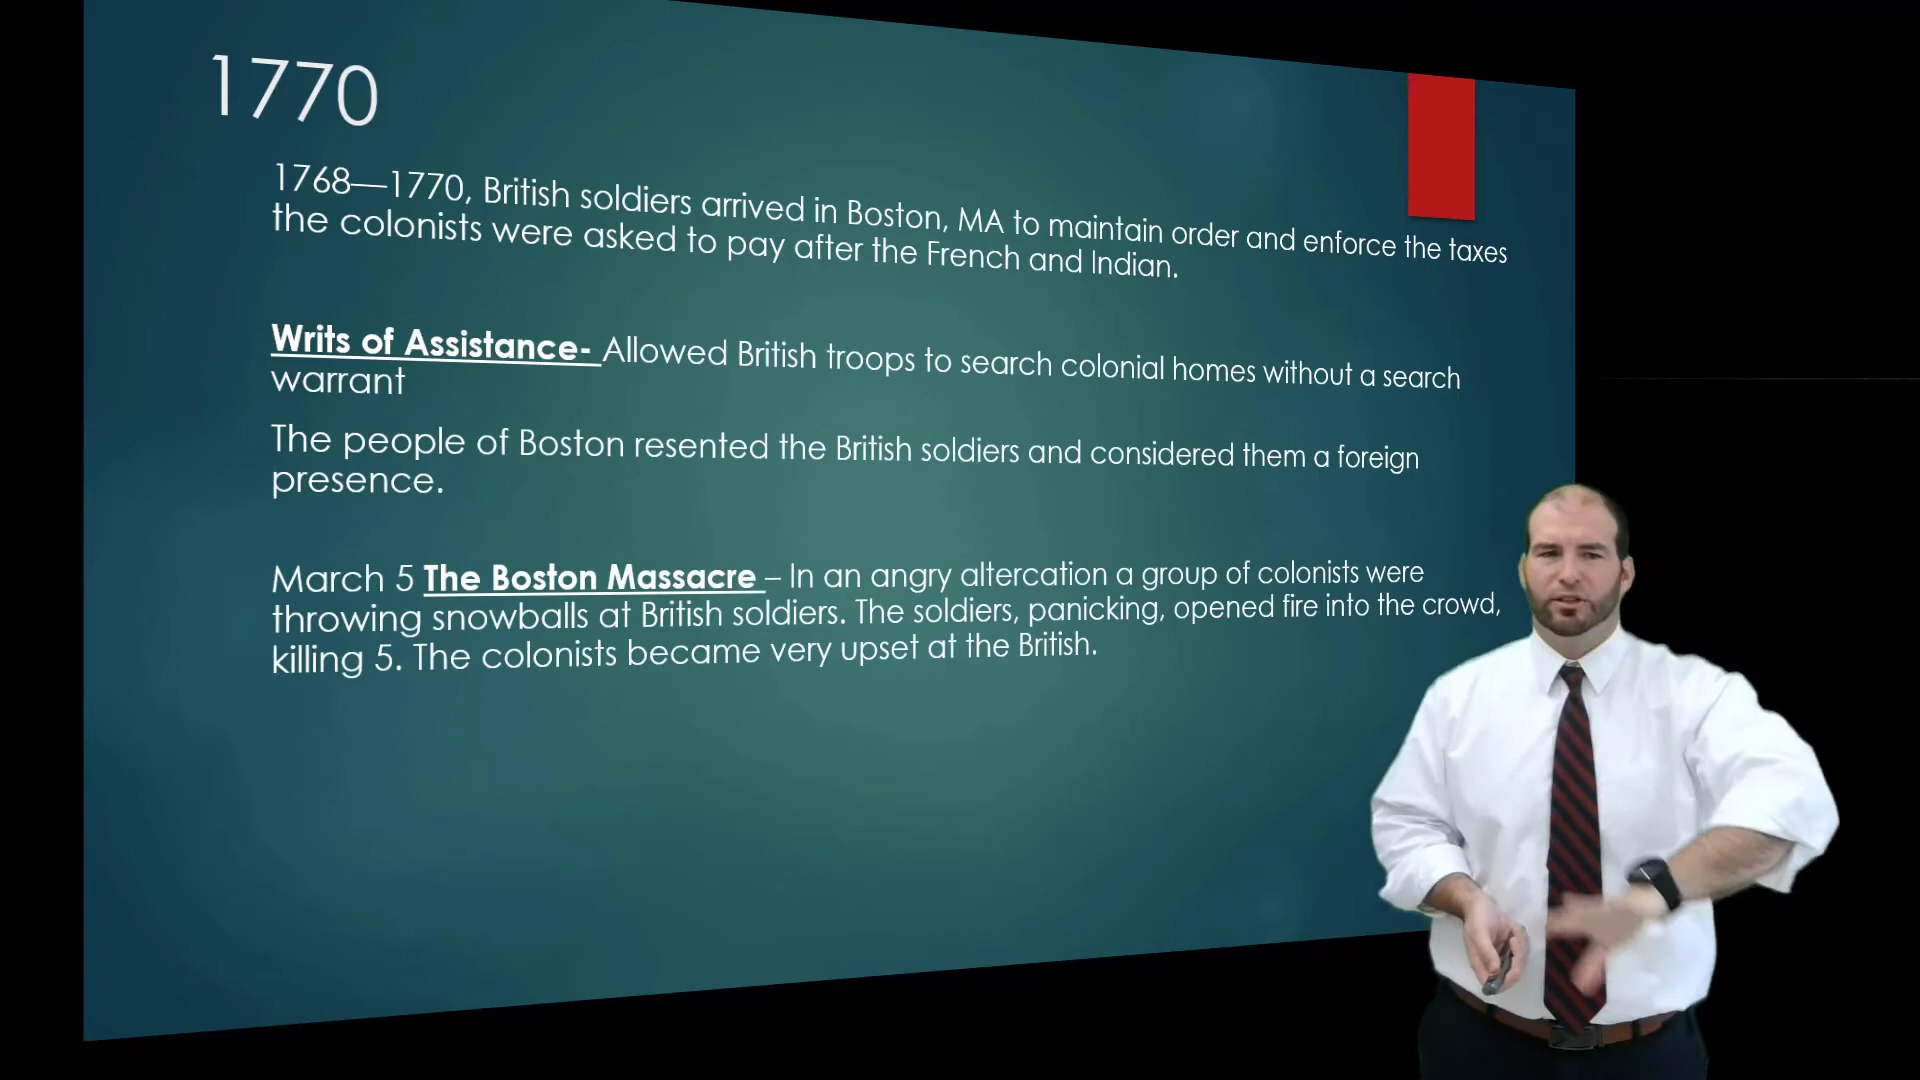 1770
1768—1770, British soldiers arrived in Boston, MA to maintain order and enforce the taxes
the colonists were asked to pay after the French and Indian.
Writs of Assistance- Allowed British troops to search colonial homes without a search
warrant
The people of Boston resented the British soldiers and considered them a foreign
presence.
March 5 The Boston Massacre – In an angry altercation a group of colonists were
throwing snowballs at British soldiers. The soldiers, panicking, opened fire into the crowd,
killing 5. The colonists became very upset at the British.